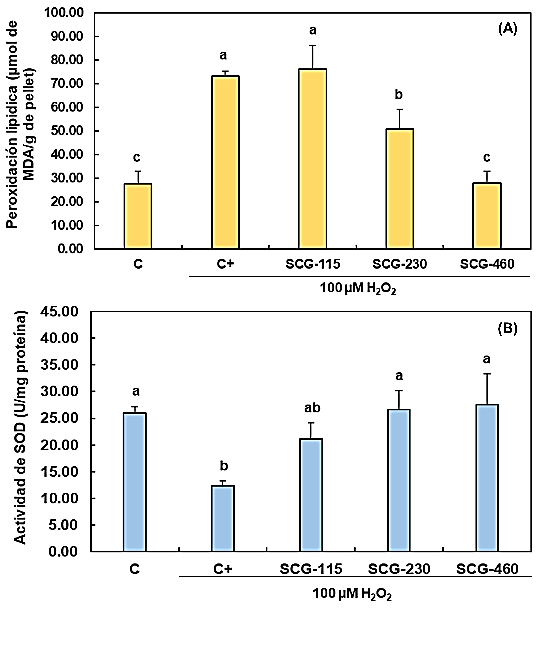 Peroxidación lipídica (µmol de
MDA/g de pellet)
100.00
90.00
80.00
70.00
60.00
50.00
40.00
30.00
20.00
10.00
0.00
(A)
c
a
a
b
c
C
C+
SCG-115
SCG-230
SCG-460
100 µM H₂O₂
Actividad de SOD (U/mg proteína)
45.00
40.00
35.00
30.00
25.00
20.00
15.00
10.00
5.00
0.00
(B)
a
b
ab
a
a
C
C+
SCG-115
SCG-230
SCG-460
100 µM H₂O₂